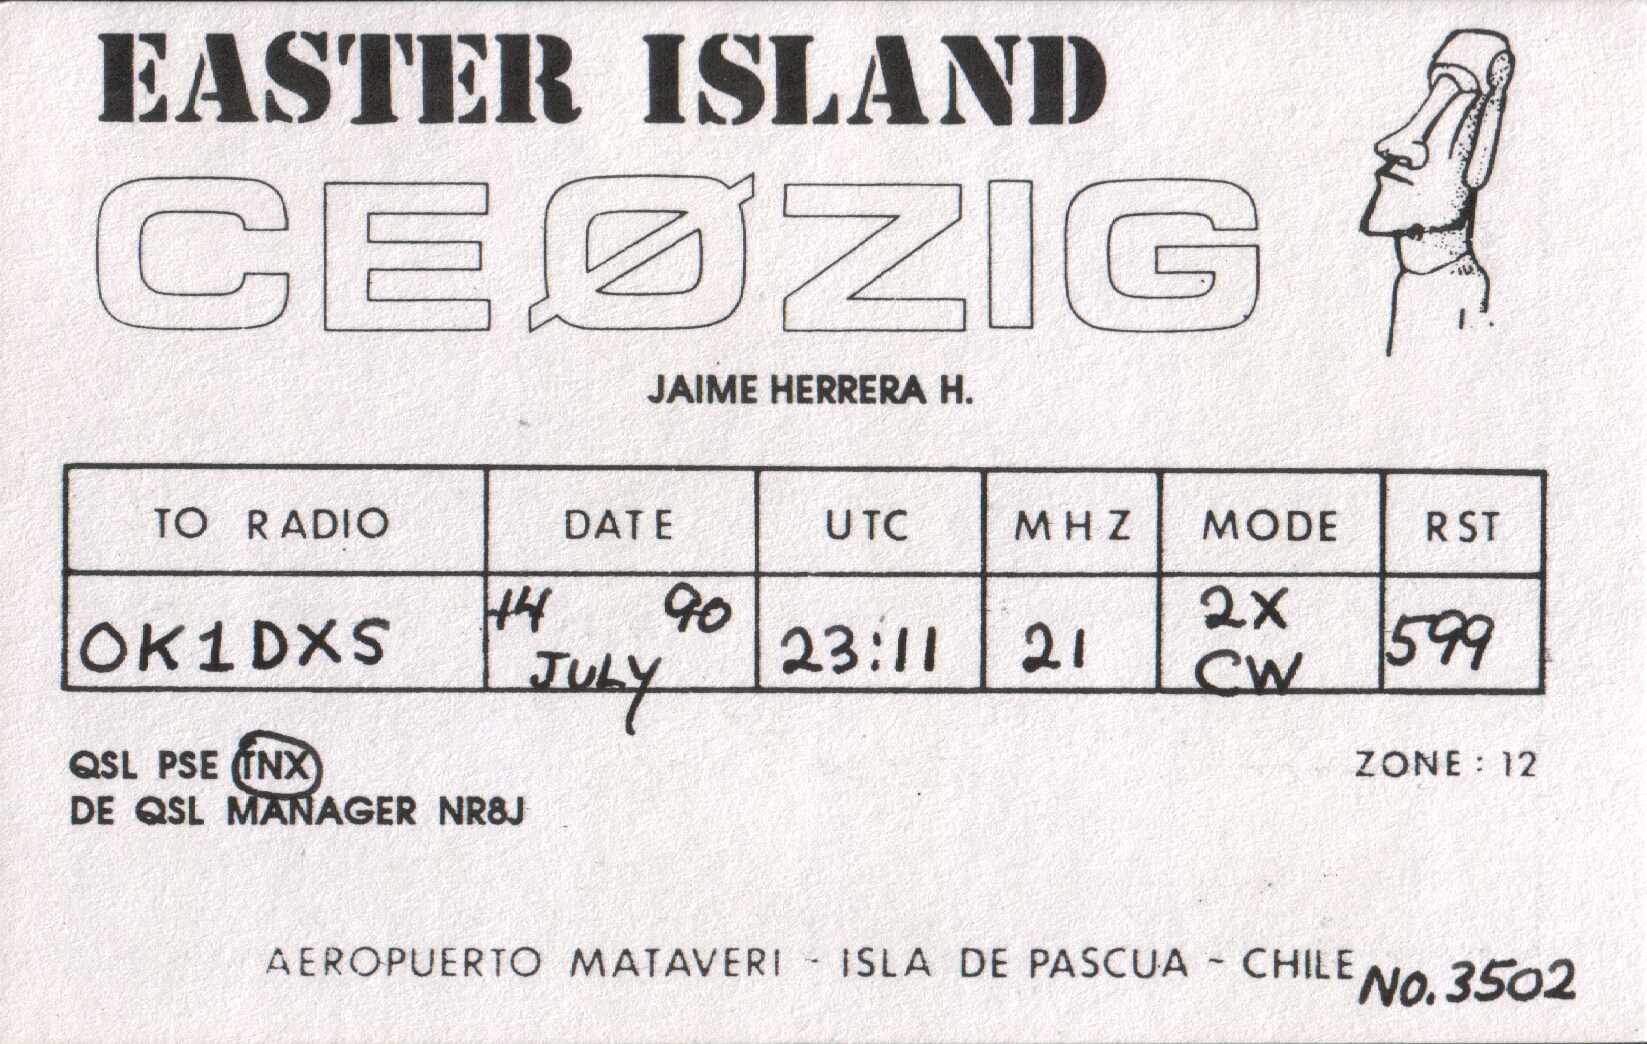 EASTER ISLAND
CEØZIG
JAIME HERRERA H.
TO RADIO DATE UTC MHZ MODE RST
OK1DXS 14 JULY 90 23:11 21 2X CW 599
QSL PSE TNX ZONE: 12
DE QSL MANAGER NR8J
AEROPUERTO MATAVERI - ISLA DE PASCUA - CHILE No. 3502